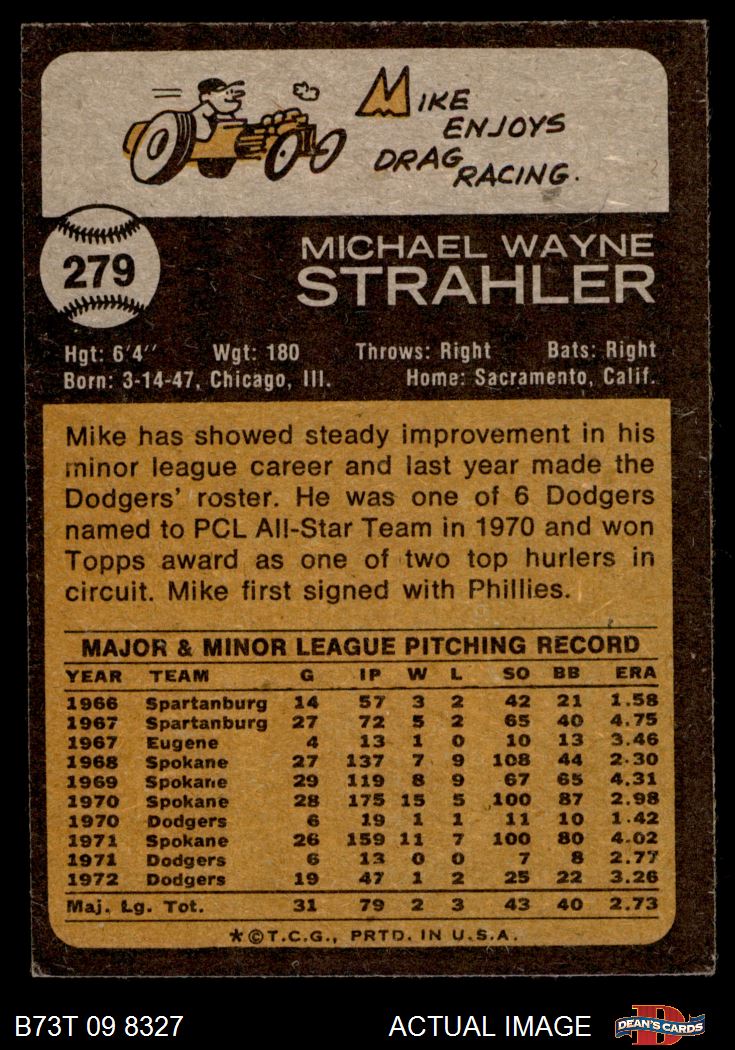 MIKE
ENJOYS
DRAG
RACING.
279
MICHAEL WAYNE
STRAHLER
Hgt: 6'4'' Wgt: 180 Throws: Right Bats: Right
Born: 3-14-47, Chicago, Ill. Home: Sacramento, Calif.
Mike has showed steady improvement in his
minor league career and last year made the
Dodgers' roster. He was one of 6 Dodgers
named to PCL All-Star Team in 1970 and won
Topps award as one of two top hurlers in
circuit. Mike first signed with Phillies.
MAJOR & MINOR LEAGUE PITCHING RECORD
YEAR TEAM G IP W L SO BB ERA
1966 Spartanburg 14 57 3 2 42 21 1.58
1967 Spartanburg 27 72 5 2 65 40 4.75
1967 Eugene 4 13 1 0 10 13 3.46
1968 Spokane 27 137 7 9 108 44 2.30
1969 Spokane 29 119 8 9 67 65 4.31
1970 Spokane 28 175 15 5 100 87 2.98
1970 Dodgers 6 19 1 1 11 10 1.42
1971 Spokane 26 159 11 7 100 80 4.02
1971 Dodgers 6 13 0 0 7 8 2.77
1972 Dodgers 19 47 1 2 25 22 3.26
Maj. Lg. Tot. 31 79 2 3 43 40 2.73
*©T.C.G., PRTD. IN U.S.A.
B73T 09 8327 ACTUAL IMAGE D DEAN'S CARDS